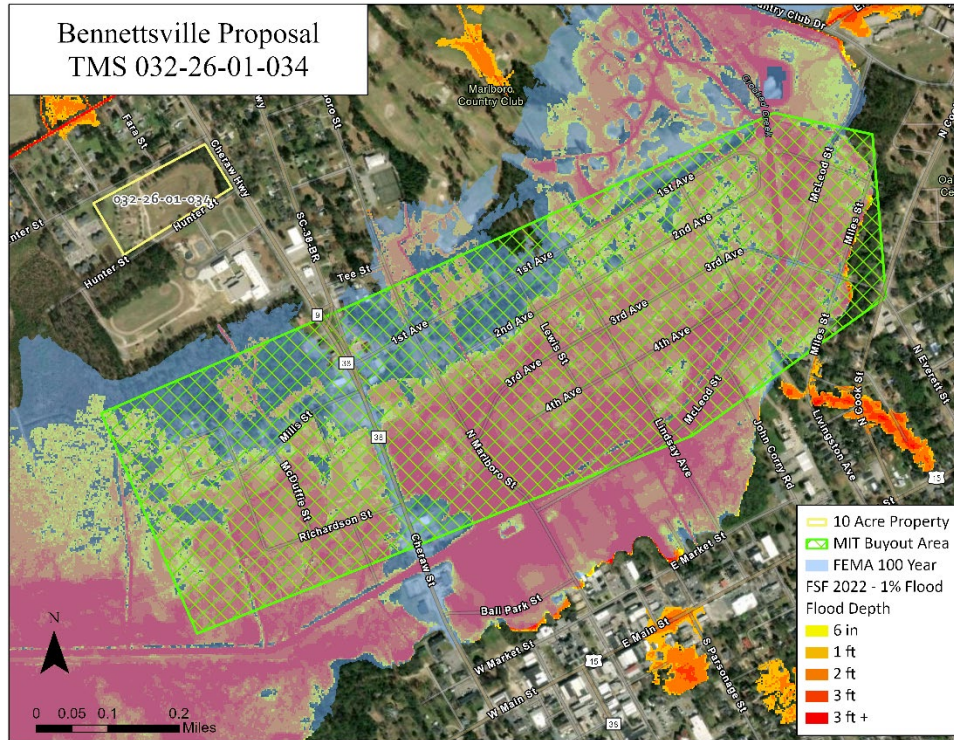 Bennettsville Proposal
TMS 032-26-01-034
Country Club Dr
Marlboro
Country Club
Crooked Creek
Fara St
Cheraw Hwy
032-26-01-034
Hunter St
Hunter St
SC-38-BR
Tee St
9
38
38
1st Ave
1st Ave
1st Ave
2nd Ave
2nd Ave
3rd Ave
3rd Ave
3rd Ave
4th Ave
4th Ave
Lewis St
McLeod St
McLeod St
Miles St
Miles St
Mills St
McDuffie St
Richardson St
N Marlboro St
Lindsay Ave
John Corry Rd
Livingston Ave
N Cook St
N Everett St
15
Cheraw St
Ball Park St
E Market St
W Market St
E Main St
W Main St
15
38
S Parsonage St
N
0 0.05 0.1 0.2
Miles
10 Acre Property
MIT Buyout Area
FEMA 100 Year
FSF 2022 - 1% Flood
Flood Depth
6 in
1 ft
2 ft
3 ft
3 ft +